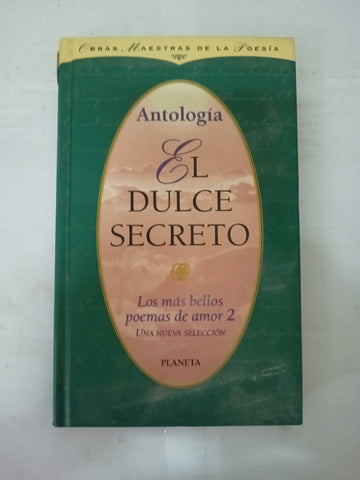 OBRAS MAESTRAS DE LA POESÍA
Antología
EL
DULCE
SECRETO
Los más bellos
poemas de amor 2
UNA NUEVA SELECCIÓN
PLANETA